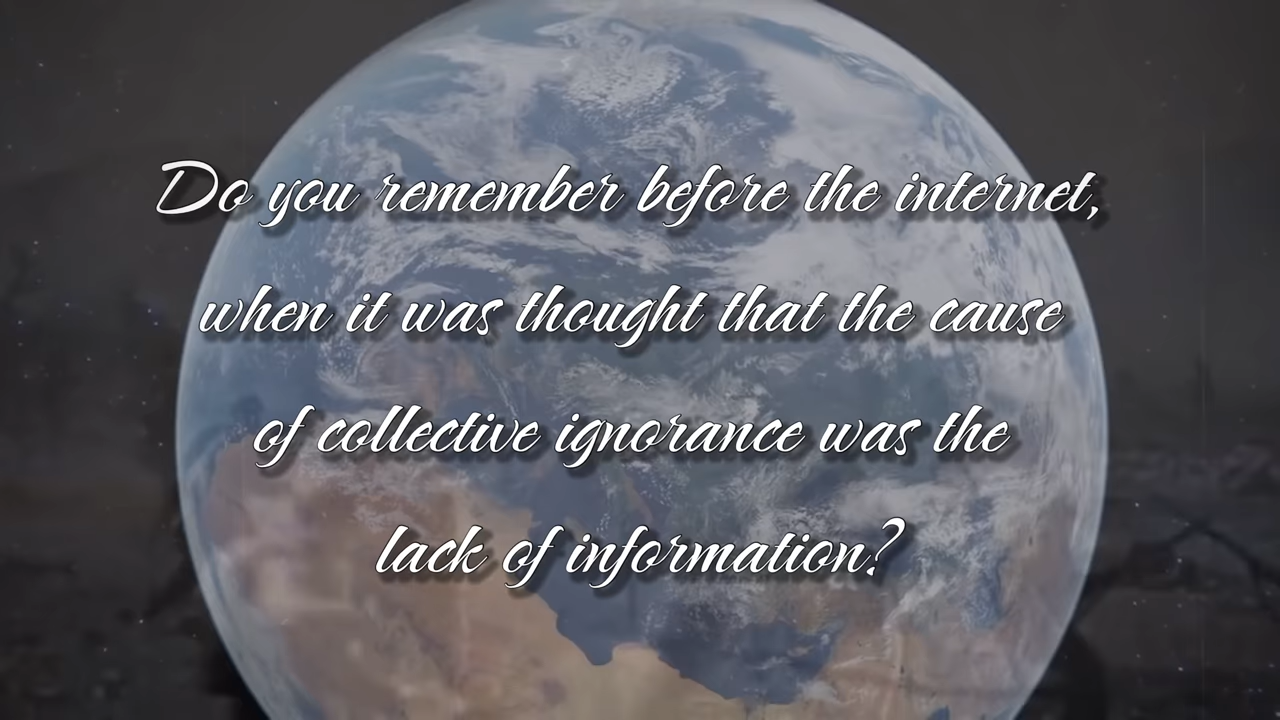 Do you remember before the internet,
when it was thought that the cause
of collective ignorance was the
lack of information?